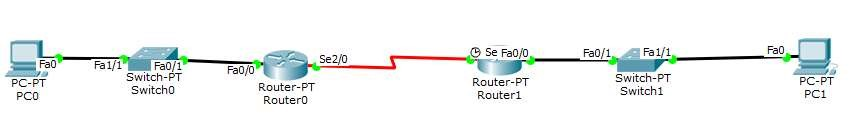 Fa0
PC-PT
PC0
Fa1/1
Fa0/1
Switch-PT
Switch0
Fa0/0
Se2/0
Router-PT
Router0
Se
Fa0/0
Router-PT
Router1
Fa0/1
Fa1/1
Switch-PT
Switch1
Fa0
PC-PT
PC1